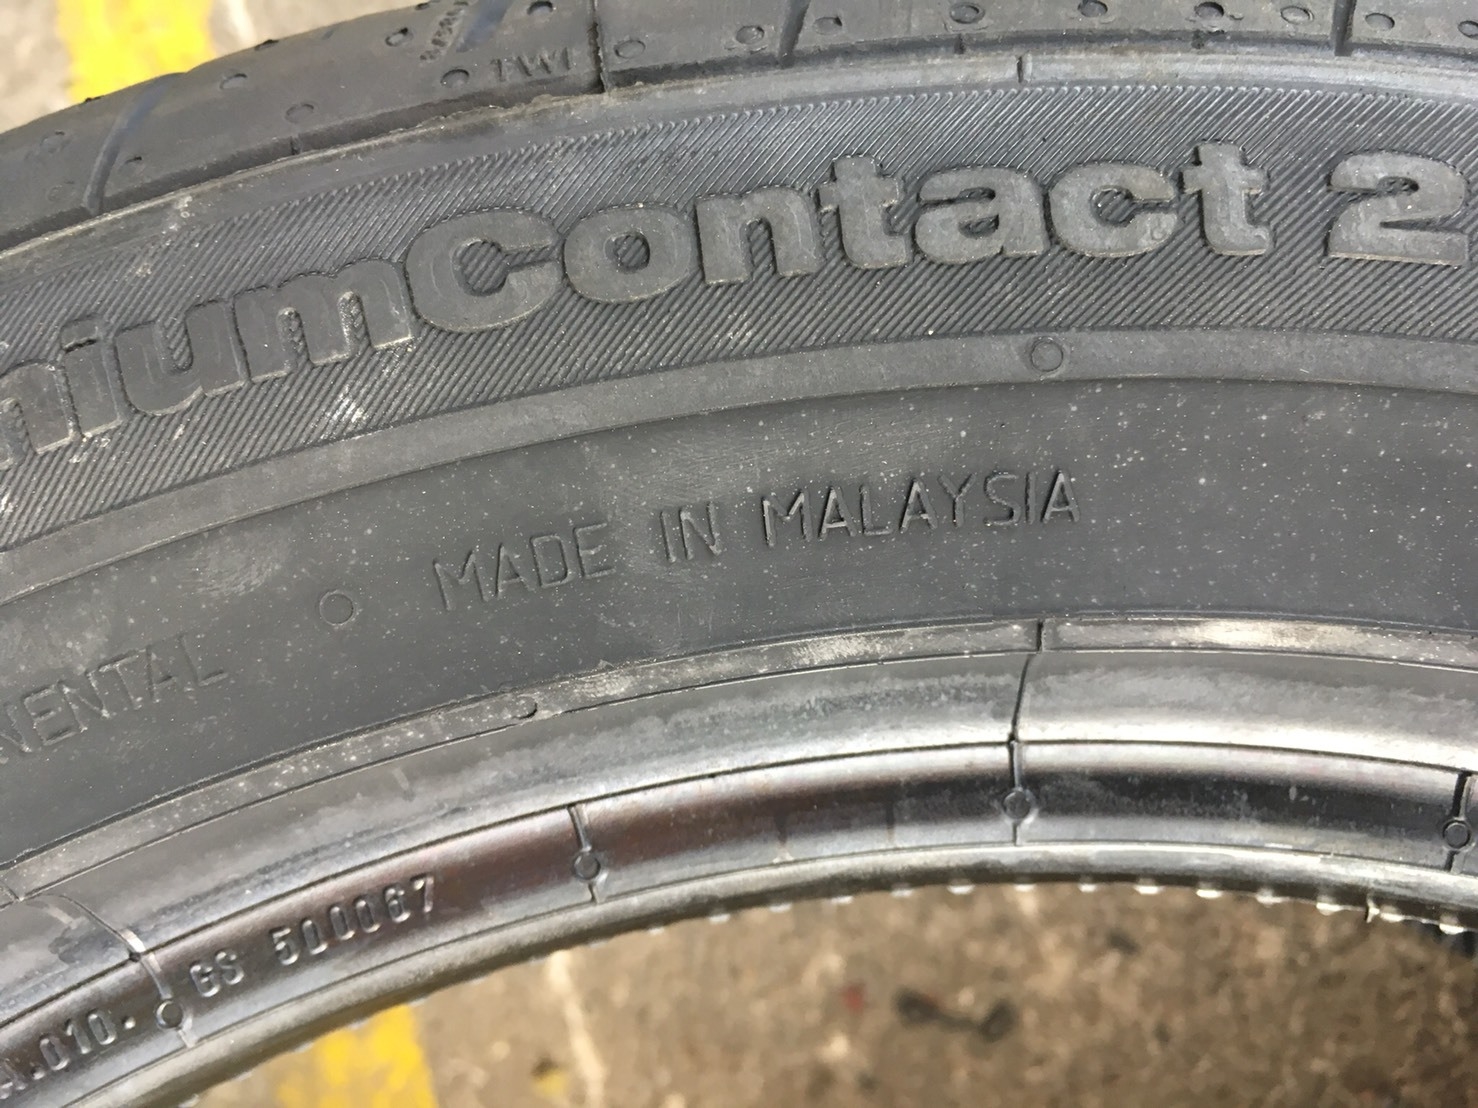 TWI
miumContact 2
MADE IN MALAYSIA
NENTAL
GS 500067
A.010.